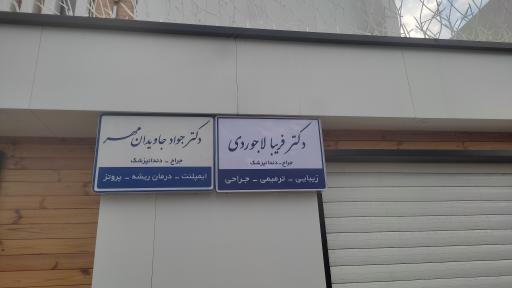 دکتر فریبا لاجوردی
جراح - دندانپزشک
زیبایی - ترمیمی - جراحی
دکتر جواد جاویدان مهر
جراح - دندانپزشک
ایمپلنت - درمان ریشه - پروتز